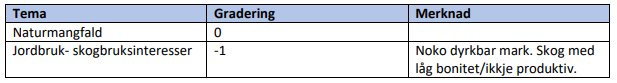 Tema Gradering Merknad
Naturmangfald 0
Jordbruk- skogbruksinteresser -1 Noko dyrkbar mark. Skog med
låg bonitet/ikkje produktiv.